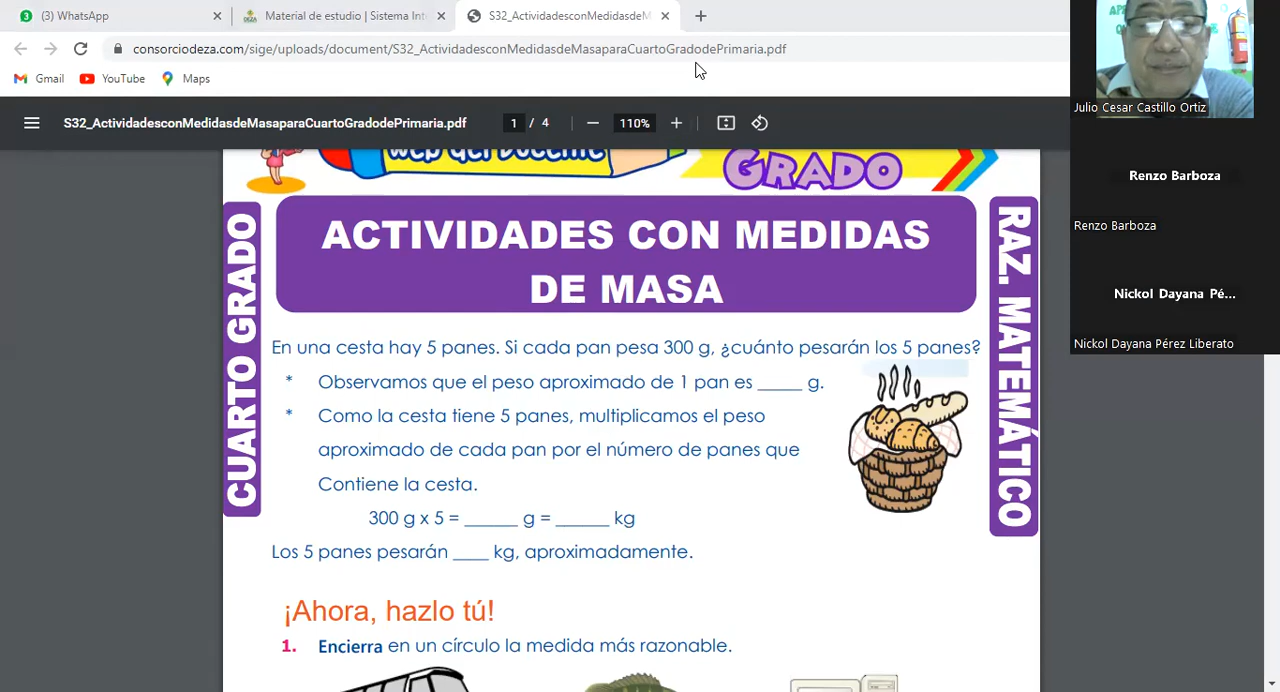 (3) WhatsApp
Material de estudio | Sistema Int
S32_ActividadesconMedidasdeM
consorciodeza.com/sige/uploads/document/S32_ActividadesconMedidasdeMasaparaCuartoGradodePrimaria.pdf
Gmail
YouTube
Maps
S32_ActividadesconMedidasdeMasaparaCuartoGradodePrimaria.pdf
1 / 4
110%
Julio Cesar Castillo Ortiz
Renzo Barboza
Renzo Barboza
Nickol Dayana Pé...
Nickol Dayana Pérez Liberato
web del Docente
GRADO
CUARTO GRADO
ACTIVIDADES CON MEDIDAS
DE MASA
RAZ. MATEMÁTICO
En una cesta hay 5 panes. Si cada pan pesa 300 g, ¿cuánto pesarán los 5 panes?
* Observamos que el peso aproximado de 1 pan es _____ g.
* Como la cesta tiene 5 panes, multiplicamos el peso
aproximado de cada pan por el número de panes que
Contiene la cesta.
300 g x 5 = ______ g = ______ kg
Los 5 panes pesarán ____ kg, aproximadamente.
¡Ahora, hazlo tú!
1. Encierra en un círculo la medida más razonable.